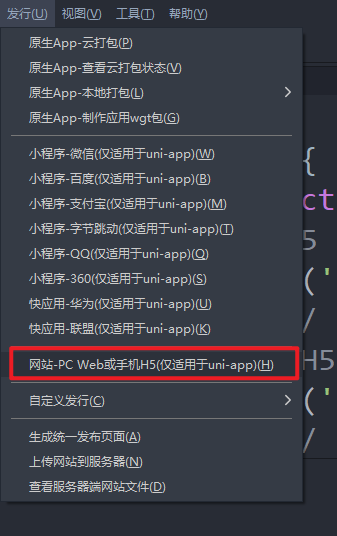 发行(U) 视图(V) 工具(T) 帮助(Y)
原生App-云打包(P)
原生App-查看云打包状态(V)
原生App-本地打包(L)
原生App-制作应用wgt包(G)
小程序-微信(仅适用于uni-app)(W)
小程序-百度(仅适用于uni-app)(B)
小程序-支付宝(仅适用于uni-app)(M)
小程序-字节跳动(仅适用于uni-app)(T)
小程序-QQ(仅适用于uni-app)(Q)
小程序-360(仅适用于uni-app)(S)
快应用-华为(仅适用于uni-app)(U)
快应用-联盟(仅适用于uni-app)(K)
网站-PC Web或手机H5(仅适用于uni-app)(H)
自定义发行(C)
生成统一发布页面(A)
上传网站到服务器(N)
查看服务器端网站文件(D)
{
ct
5
('
/
H5
('
/